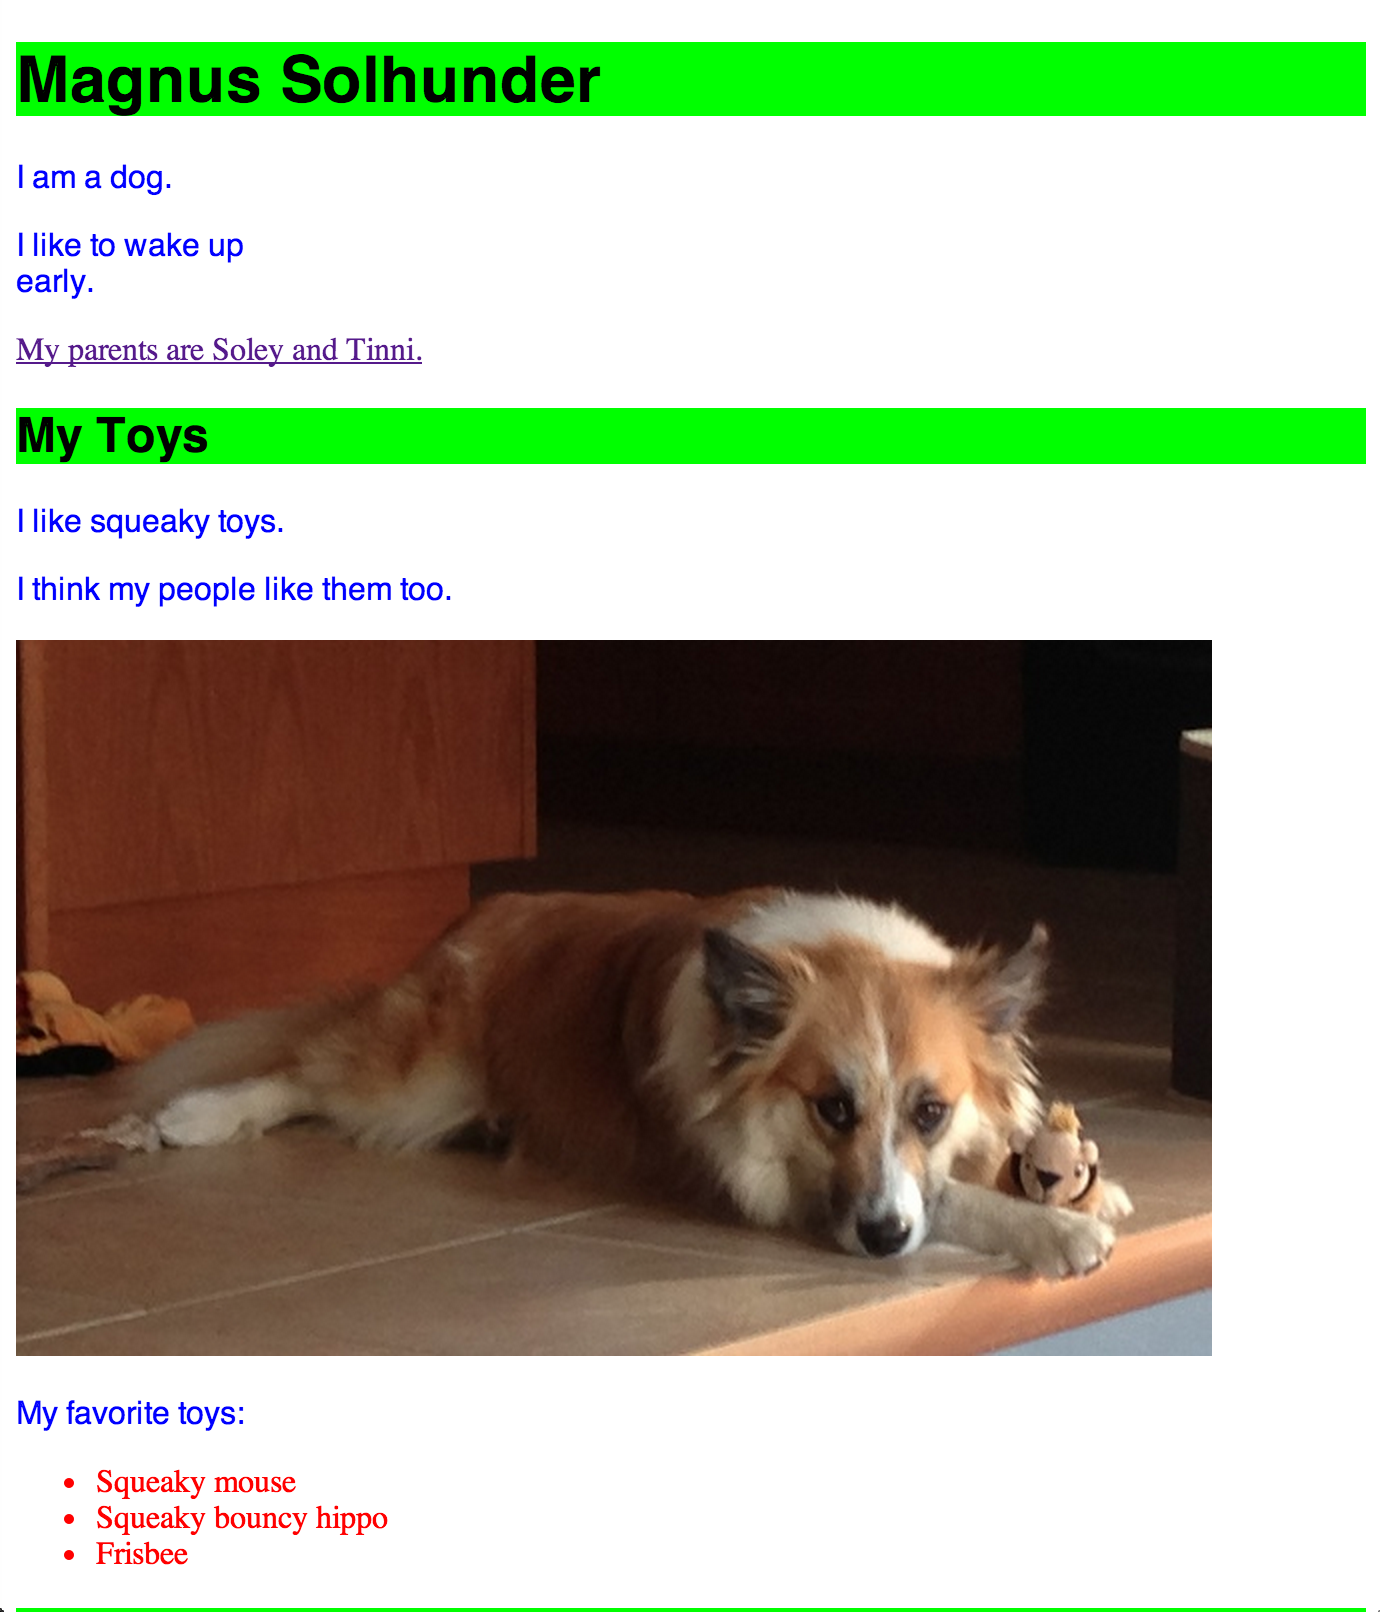 Magnus Solhunder
I am a dog.
I like to wake up
early.
My parents are Soley and Tinni.
My Toys
I like squeaky toys.
I think my people like them too.
My favorite toys:
• Squeaky mouse
• Squeaky bouncy hippo
• Frisbee